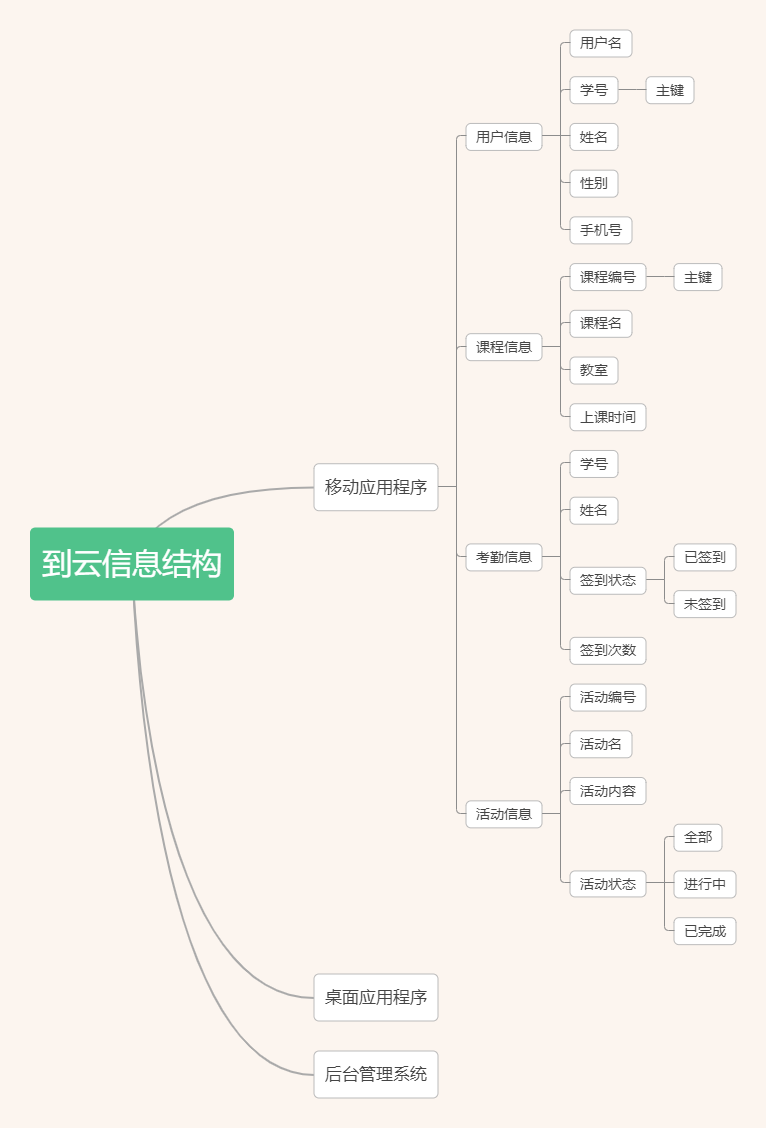 到云信息结构
移动应用程序
用户信息
用户名
学号
主键
姓名
性别
手机号
课程信息
课程编号
主键
课程名
教室
上课时间
考勤信息
学号
姓名
签到状态
已签到
未签到
签到次数
活动信息
活动编号
活动名
活动内容
活动状态
全部
进行中
已完成
桌面应用程序
后台管理系统